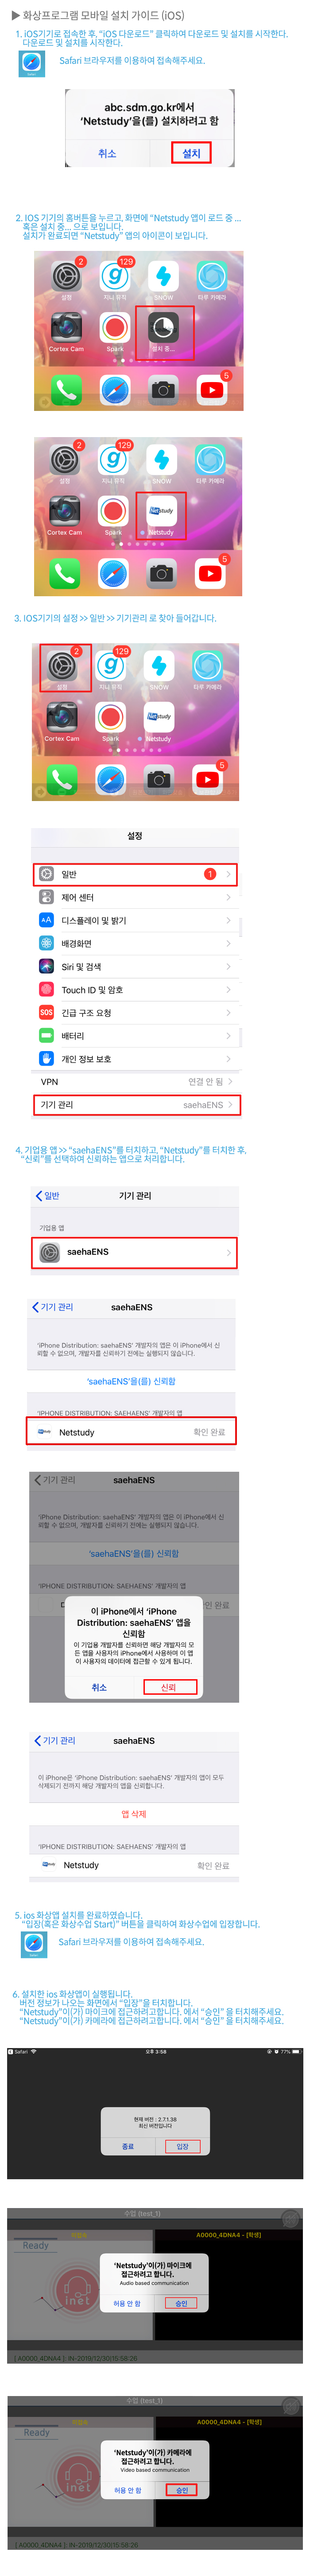 ▶ 화상프로그램 모바일 설치 가이드 (iOS)
1. iOS기기로 접속한 후, “iOS 다운로드” 클릭하여 다운로드 및 설치를 시작한다.
다운로드 및 설치를 시작한다.
Safari 브라우저를 이용하여 접속해주세요.
abc.sdm.go.kr에서
‘Netstudy’을(를) 설치하려고 함
취소 설치
2. IOS 기기의 홈버튼을 누르고, 화면에 “Netstudy 앱이 로드 중 ...
혹은 설치 중... 으로 보입니다.
설치가 완료되면 “Netstudy” 앱의 아이콘이 보입니다.
2 129
설정 지니 뮤직 SNOW 타루 카메라
Cortex Cam Spark 설치 중...
5
2 129
설정 지니 뮤직 SNOW 타루 카메라
Netstudy
Cortex Cam Spark Netstudy
5
3. IOS기기의 설정 >> 일반 >> 기기관리 로 찾아 들어갑니다.
2 129
설정 지니 뮤직 SNOW 타루 카메라
Netstudy
Cortex Cam Spark Netstudy
5
설정
일반 1
제어 센터
AA 디스플레이 및 밝기
배경화면
Siri 및 검색
Touch ID 및 암호
SOS 긴급 구조 요청
배터리
개인 정보 보호
VPN 연결 안 됨
기기 관리 saehaENS
4. 기업용 앱 >> “saehaENS”를 터치하고, “Netstudy”를 터치한 후,
“신뢰”를 선택하여 신뢰하는 앱으로 처리합니다.
일반 기기 관리
기업용 앱
saehaENS
기기 관리 saehaENS
‘iPhone Distribution: saehaENS’ 개발자의 앱은 이 iPhone에서 신
뢰할 수 없으며, 개발자를 신뢰하기 전에는 실행되지 않습니다.
‘saehaENS’을(를) 신뢰함
‘IPHONE DISTRIBUTION: SAEHAENS’ 개발자의 앱
Netstudy Netstudy 확인 완료
기기 관리 saehaENS
‘iPhone Distribution: saehaENS’ 개발자의 앱은 이 iPhone에서 신
뢰할 수 없으며, 개발자를 신뢰하기 전에는 실행되지 않습니다.
‘saehaENS’을(를) 신뢰함
‘IPHONE DISTRIBUTION: SAEHAENS’ 개발자의 앱
인 완료
이 iPhone에서 ‘iPhone
Distribution: saehaENS’ 앱을
신뢰함
이 기업용 개발자를 신뢰하면 해당 개발자의 모
든 앱을 사용자의 iPhone에서 사용하며 이 앱
이 사용자의 데이터에 접근할 수 있게 됩니다.
취소 신뢰
기기 관리 saehaENS
이 iPhone은 ‘iPhone Distribution: saehaENS’ 개발자의 앱이 모두
삭제되기 전까지 해당 개발자의 앱을 신뢰합니다.
앱 삭제
‘IPHONE DISTRIBUTION: SAEHAENS’ 개발자의 앱
Netstudy Netstudy 확인 완료
5. ios 화상앱 설치를 완료하였습니다.
“입장(혹은 화상수업 Start)” 버튼을 클릭하여 화상수업에 입장합니다.
Safari 브라우저를 이용하여 접속해주세요.
6. 설치한 ios 화상앱이 실행됩니다.
버전 정보가 나오는 화면에서 “입장”을 터치합니다.
“Netstudy”이(가) 마이크에 접근하려고합니다. 에서 “승인” 을 터치해주세요.
“Netstudy”이(가) 카메라에 접근하려고합니다. 에서 “승인” 을 터치해주세요.
Safari 오후 3:58 77%
현재 버전 : 2.7.1.38
최신 버전입니다
종료 입장
수업 (test_1)
A0000_4DNA4 - [학생]
Ready
inet
‘Netstudy’이(가) 마이크에
접근하려고 합니다.
Audio based communication
허용 안 함 승인
[ A0000_4DNA4 ]: IN-2019/12/30/15:58:26
수업 (test_1)
A0000_4DNA4 - [학생]
Ready
inet
‘Netstudy’이(가) 카메라에
접근하려고 합니다.
Video based communication
허용 안 함 승인
[ A0000_4DNA4 ]: IN-2019/12/30/15:58:26